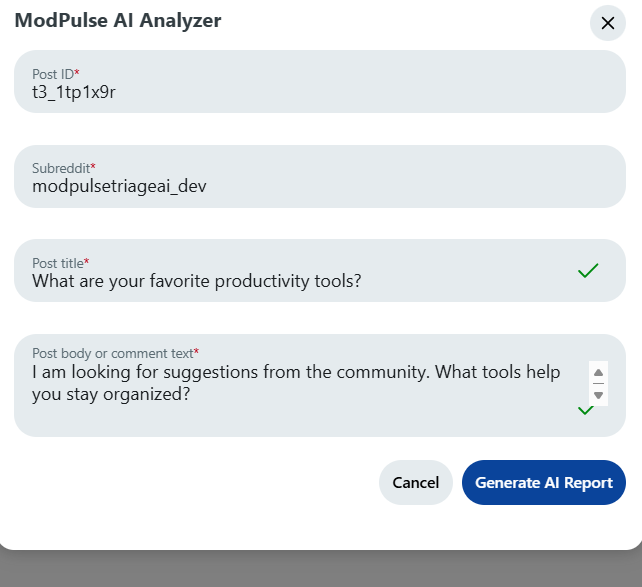 ModPulse AI Analyzer
Post ID*
t3_1tp1x9r
Subreddit*
modpulsetriageai_dev
Post title*
What are your favorite productivity tools?
Post body or comment text*
I am looking for suggestions from the community. What tools help
you stay organized?
Cancel
Generate AI Report